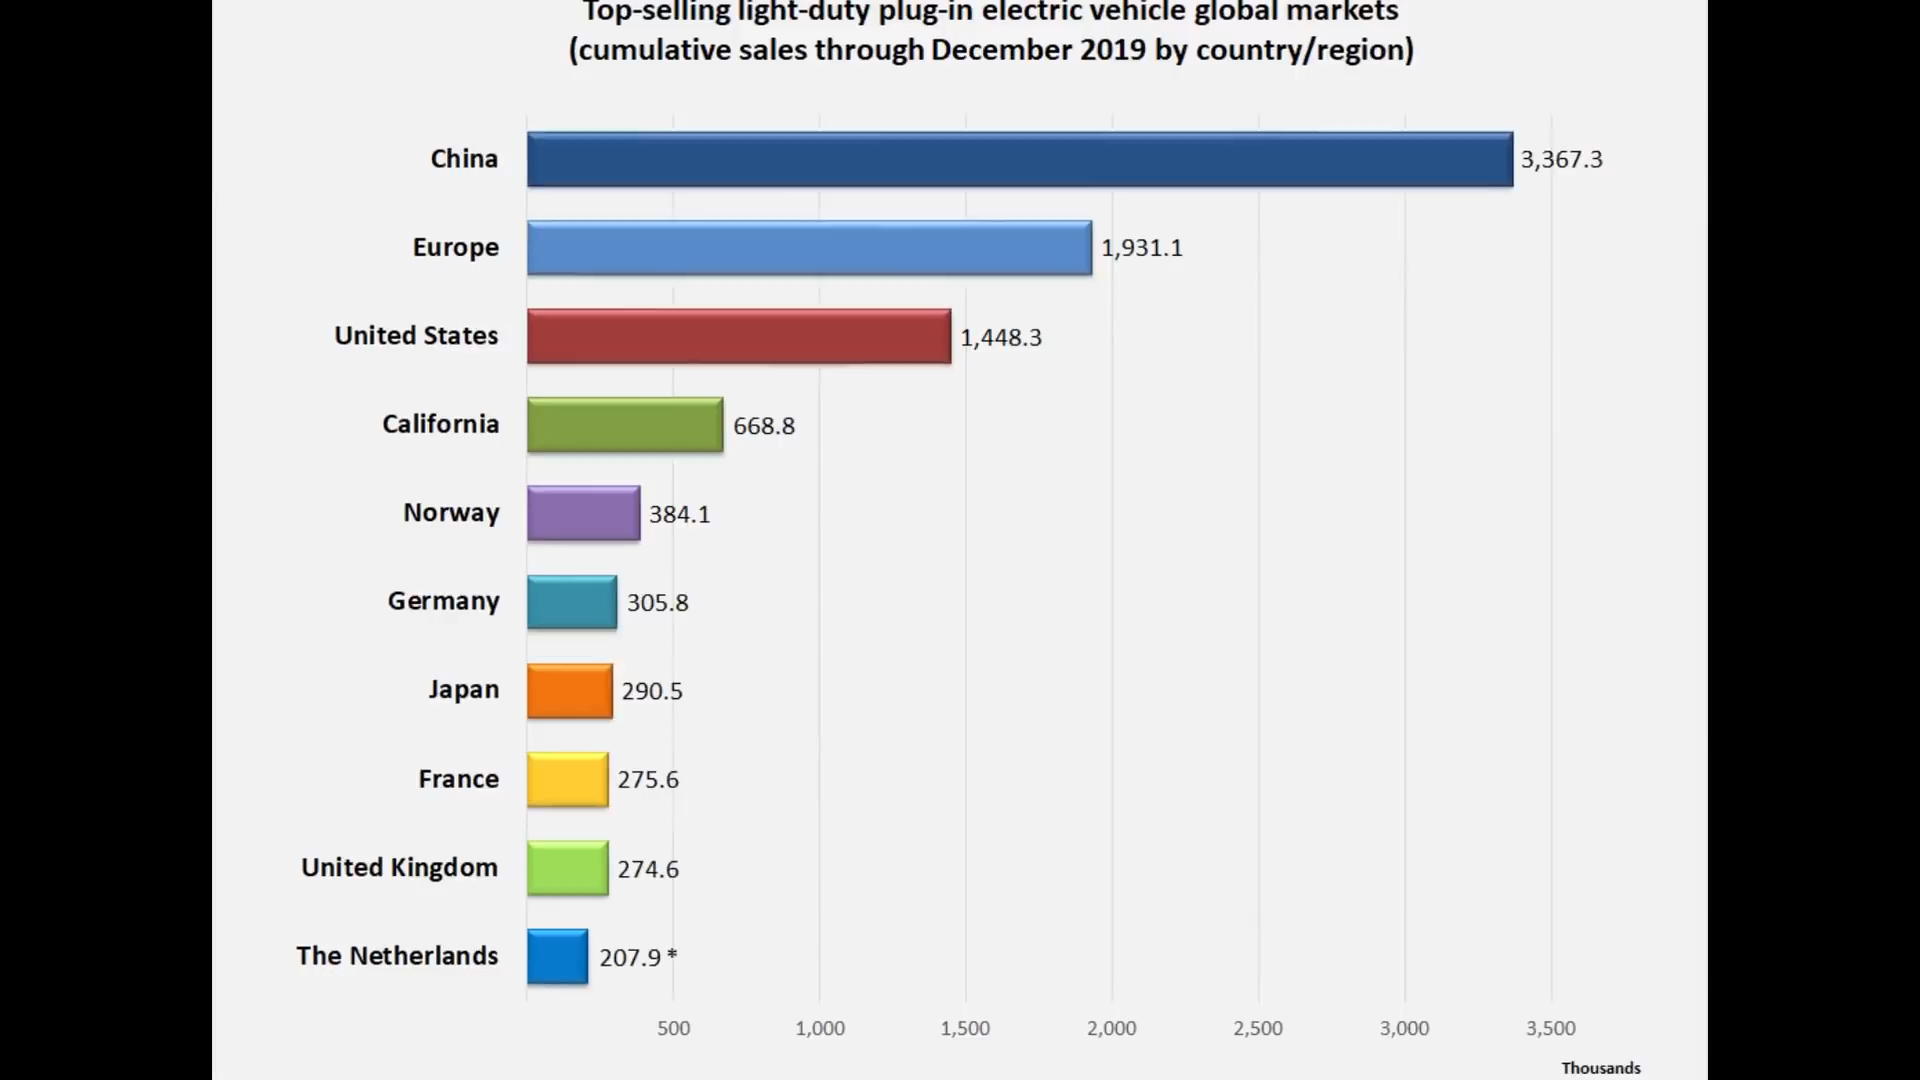 Top-selling light-duty plug-in electric vehicle global markets
(cumulative sales through December 2019 by country/region)
China 3,367.3
Europe 1,931.1
United States 1,448.3
California 668.8
Norway 384.1
Germany 305.8
Japan 290.5
France 275.6
United Kingdom 274.6
The Netherlands 207.9 *
500 1,000 1,500 2,000 2,500 3,000 3,500
Thousands